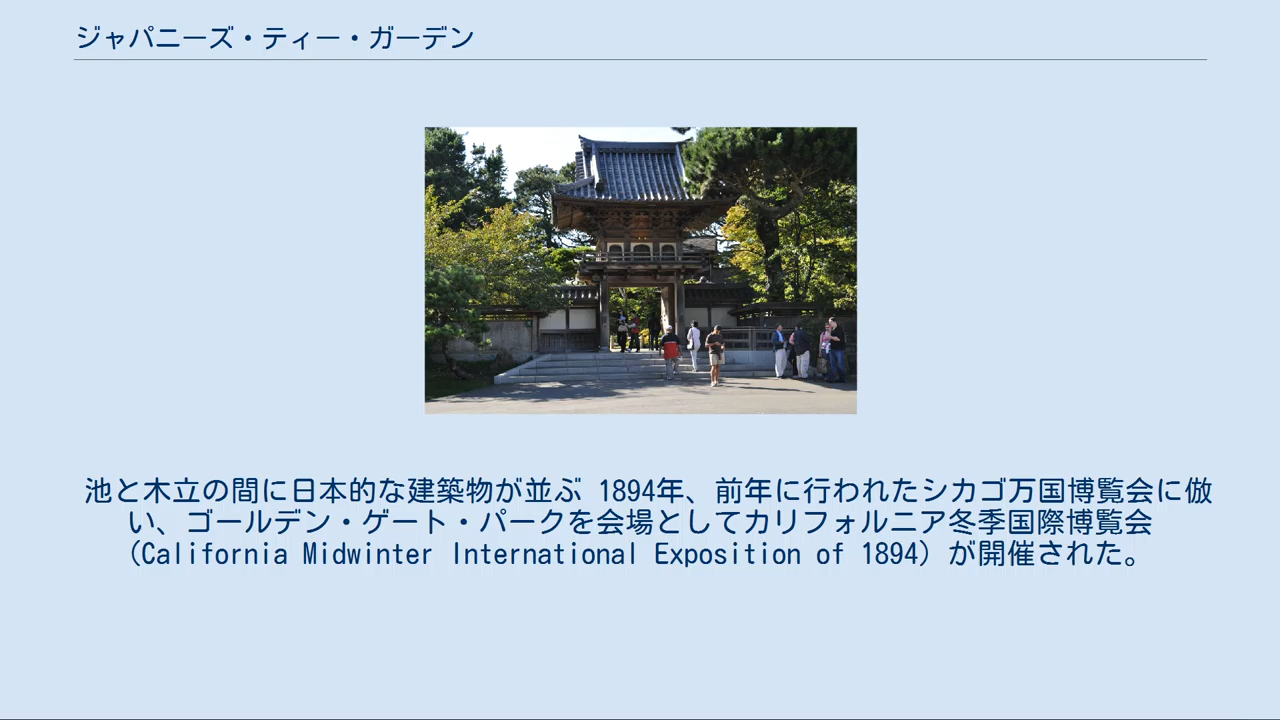 ジャパニーズ・ティー・ガーデン
池と木立の間に日本的な建築物が並ぶ 1894年、前年に行われたシカゴ万国博覧会に倣
い、ゴールデン・ゲート・パークを会場としてカリフォルニア冬季国際博覧会
（California Midwinter International Exposition of 1894）が開催された。